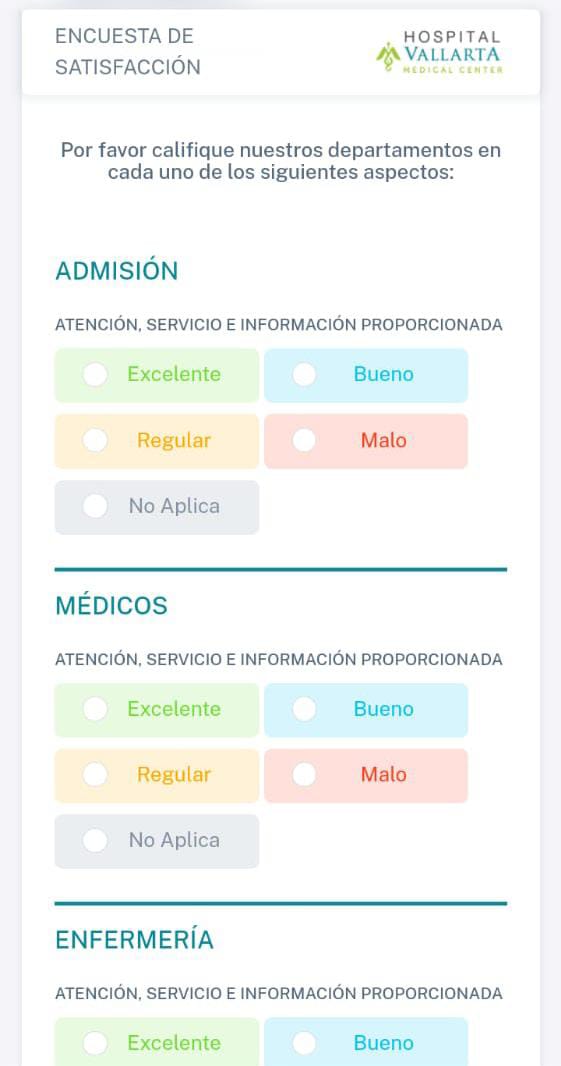 ENCUESTA DE
SATISFACCIÓN
HOSPITAL
VALLARTA
MEDICAL CENTER
Por favor califique nuestros departamentos en
cada uno de los siguientes aspectos:
ADMISIÓN
ATENCIÓN, SERVICIO E INFORMACIÓN PROPORCIONADA
Excelente Bueno
Regular Malo
No Aplica
MÉDICOS
ATENCIÓN, SERVICIO E INFORMACIÓN PROPORCIONADA
Excelente Bueno
Regular Malo
No Aplica
ENFERMERÍA
ATENCIÓN, SERVICIO E INFORMACIÓN PROPORCIONADA
Excelente Bueno